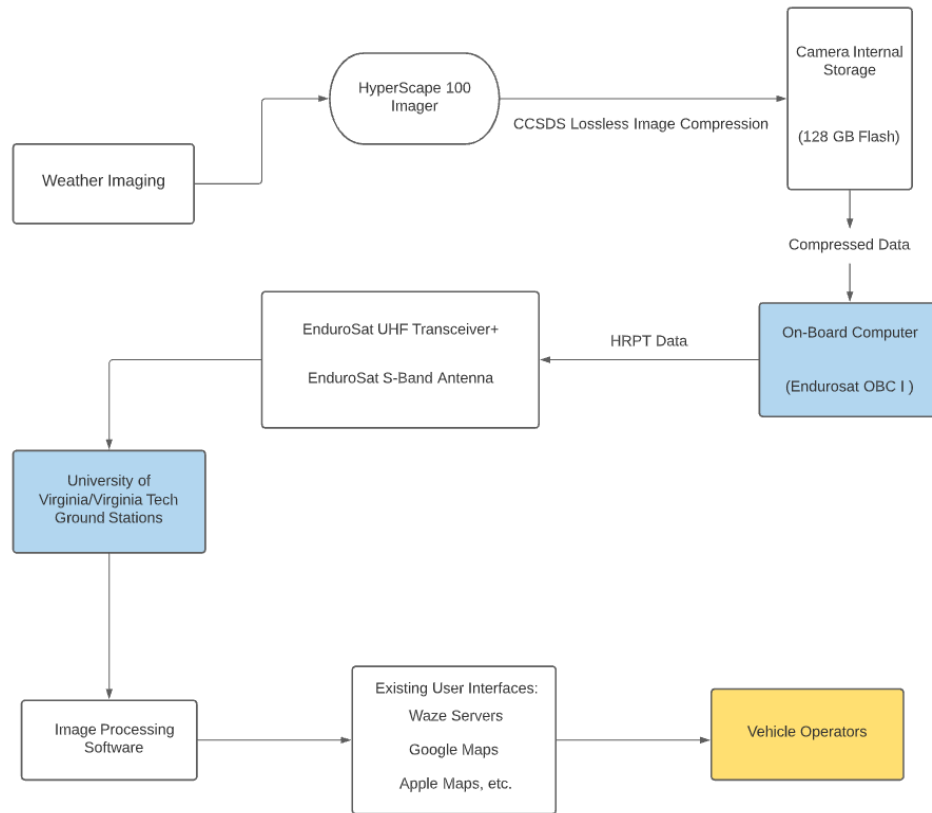 Weather Imaging
HyperScape 100
Imager
CCSDS Lossless Image Compression
Camera Internal
Storage
(128 GB Flash)
Compressed Data
On-Board Computer
(Endurosat OBC I )
HRPT Data
EnduroSat UHF Transceiver+
EnduroSat S-Band Antenna
University of
Virginia/Virginia Tech
Ground Stations
Image Processing
Software
Existing User Interfaces:
Waze Servers
Google Maps
Apple Maps, etc.
Vehicle Operators